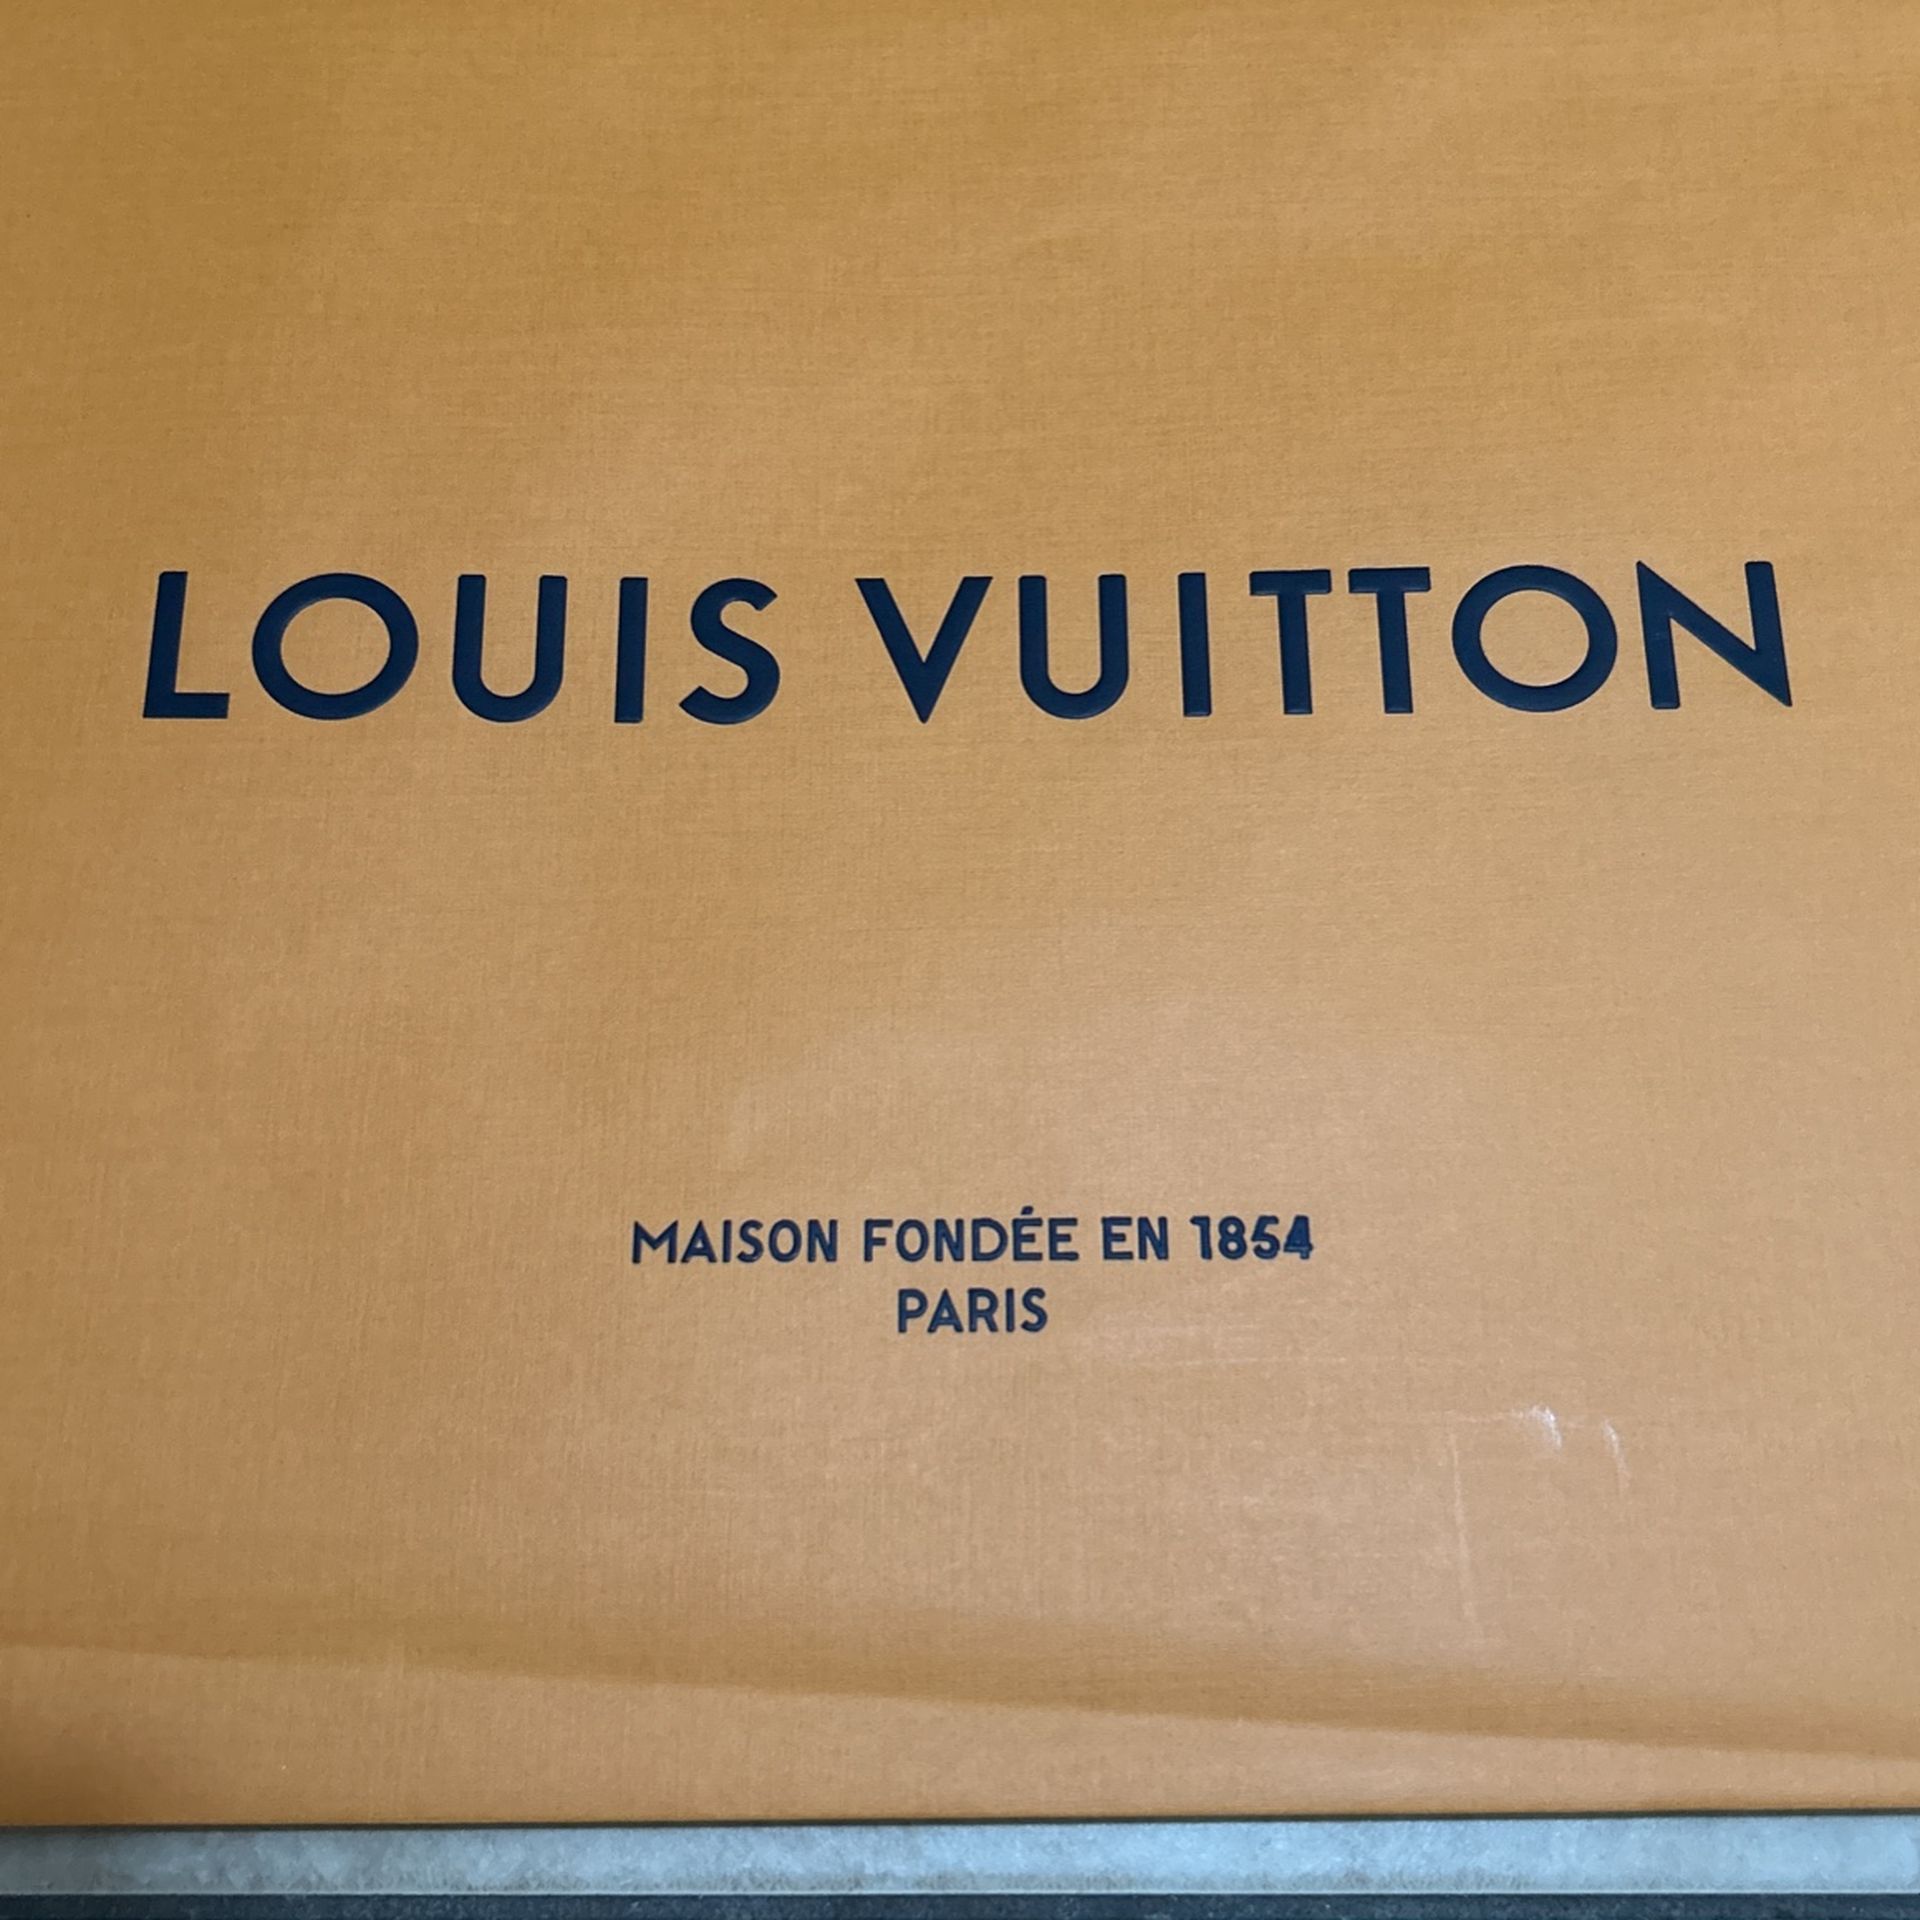 LOUIS VUITTON
MAISON FONDÉE EN 1854
PARIS